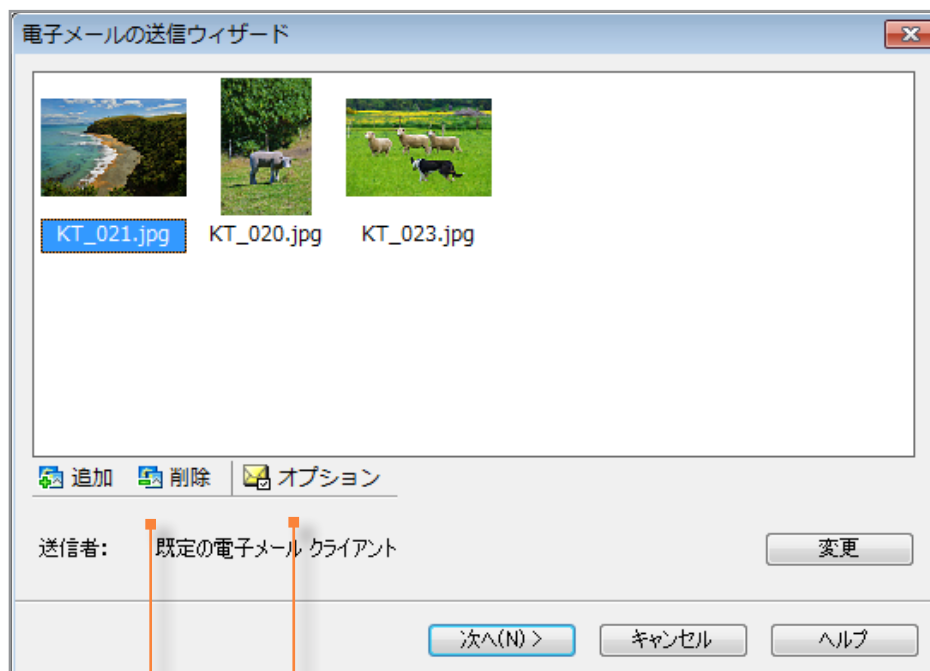 電子メールの送信ウィザード
KT_021.jpg KT_020.jpg KT_023.jpg
追加 削除 オプション
送信者: 既定の電子メール クライアント 変更
次へ(N) > キャンセル ヘルプ